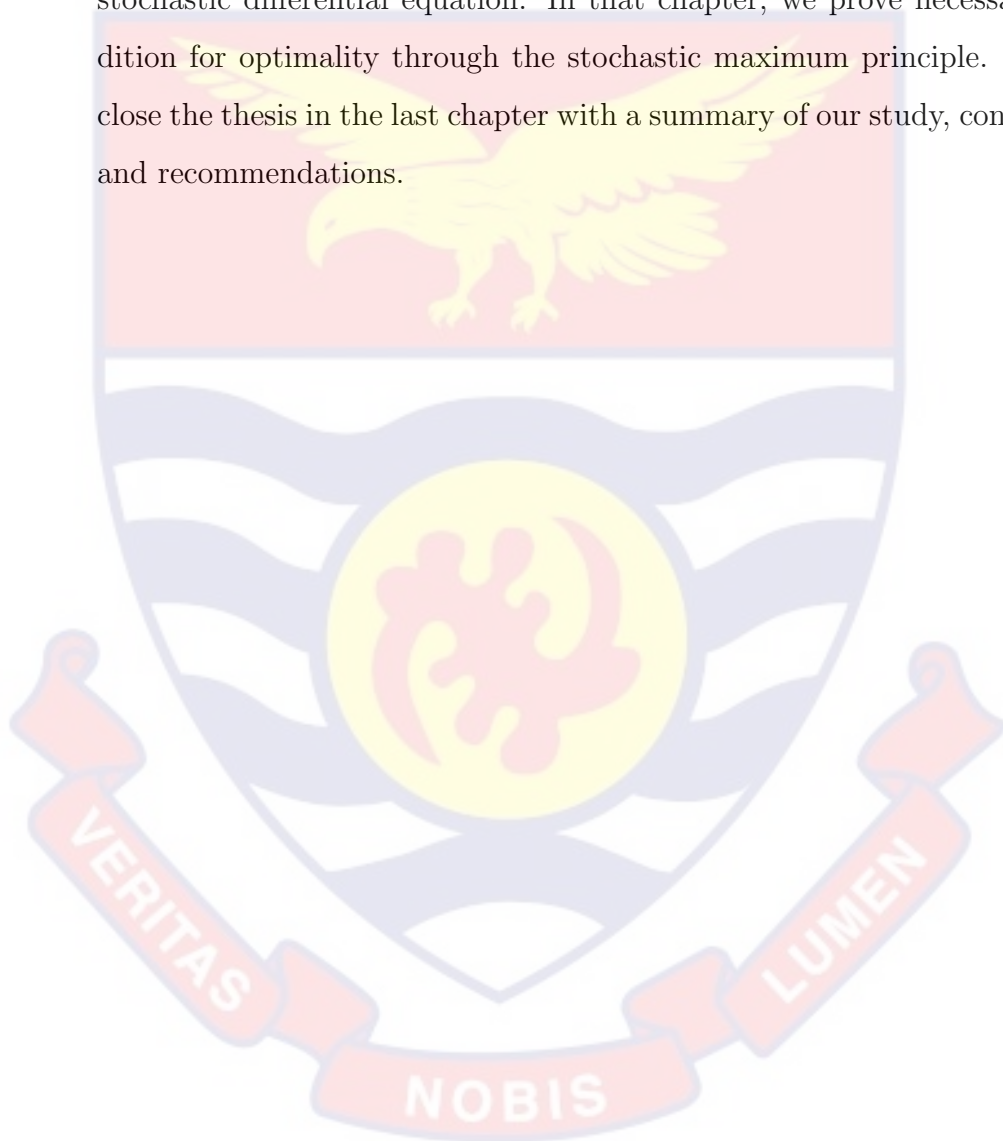 stochastic differential equation. In that chapter, we prove necessa
dition for optimality through the stochastic maximum principle.
close the thesis in the last chapter with a summary of our study, con
and recommendations.
VERITAS
NOBIS
LUMEN